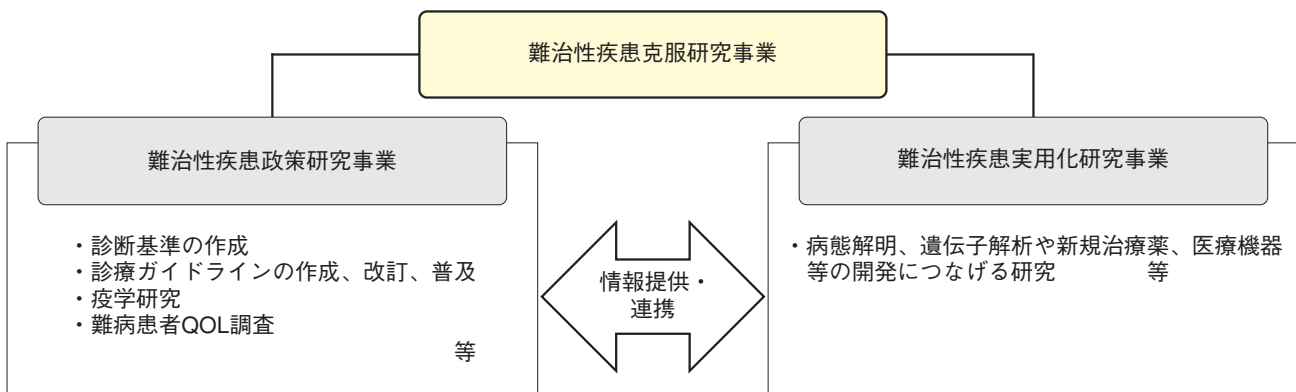 難治性疾患克服研究事業
難治性疾患政策研究事業
・診断基準の作成
・診療ガイドラインの作成、改訂、普及
・疫学研究
・難病患者QOL調査
等
情報提供・
連携
難治性疾患実用化研究事業
・病態解明、遺伝子解析や新規治療薬、医療機器
等の開発につなげる研究 等